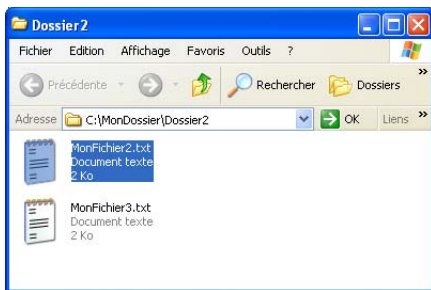 Dossier2
Fichier Edition Affichage Favoris Outils ?
Précédente Rechercher Dossiers »
Adresse C:\MonDossier\Dossier2 OK Liens »
MonFichier2.txt
Document texte
2 Ko
MonFichier3.txt
Document texte
2 Ko